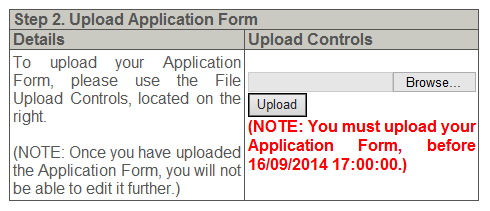 Step 2. Upload Application Form
Details
Upload Controls
To upload your Application
Form, please use the File
Upload Controls, located on the
right.
(NOTE: Once you have uploaded
the Application Form, you will not
be able to edit it further.)
Browse...
Upload
(NOTE: You must upload your
Application Form, before
16/09/2014 17:00:00.)